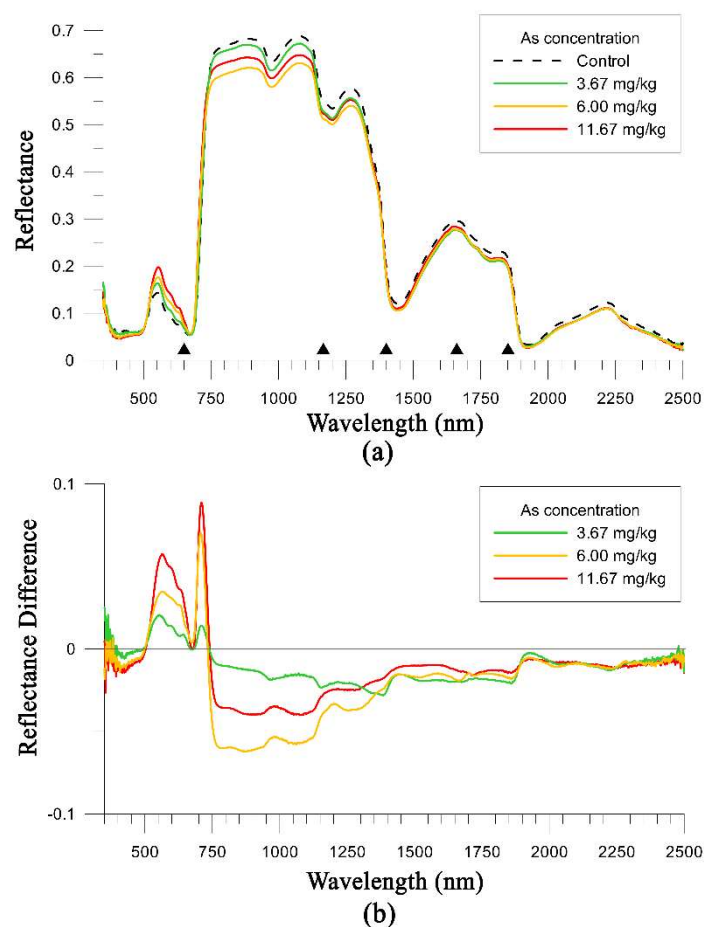 0.7
0.6
0.5
0.4
0.3
0.2
0.1
0
Reflectance
As concentration
Control
3.67 mg/kg
6.00 mg/kg
11.67 mg/kg
500 750 1000 1250 1500 1750 2000 2250 2500
Wavelength (nm)
(a)
0.1
0
-0.1
Reflectance Difference
As concentration
3.67 mg/kg
6.00 mg/kg
11.67 mg/kg
500 750 1000 1250 1500 1750 2000 2250 2500
Wavelength (nm)
(b)